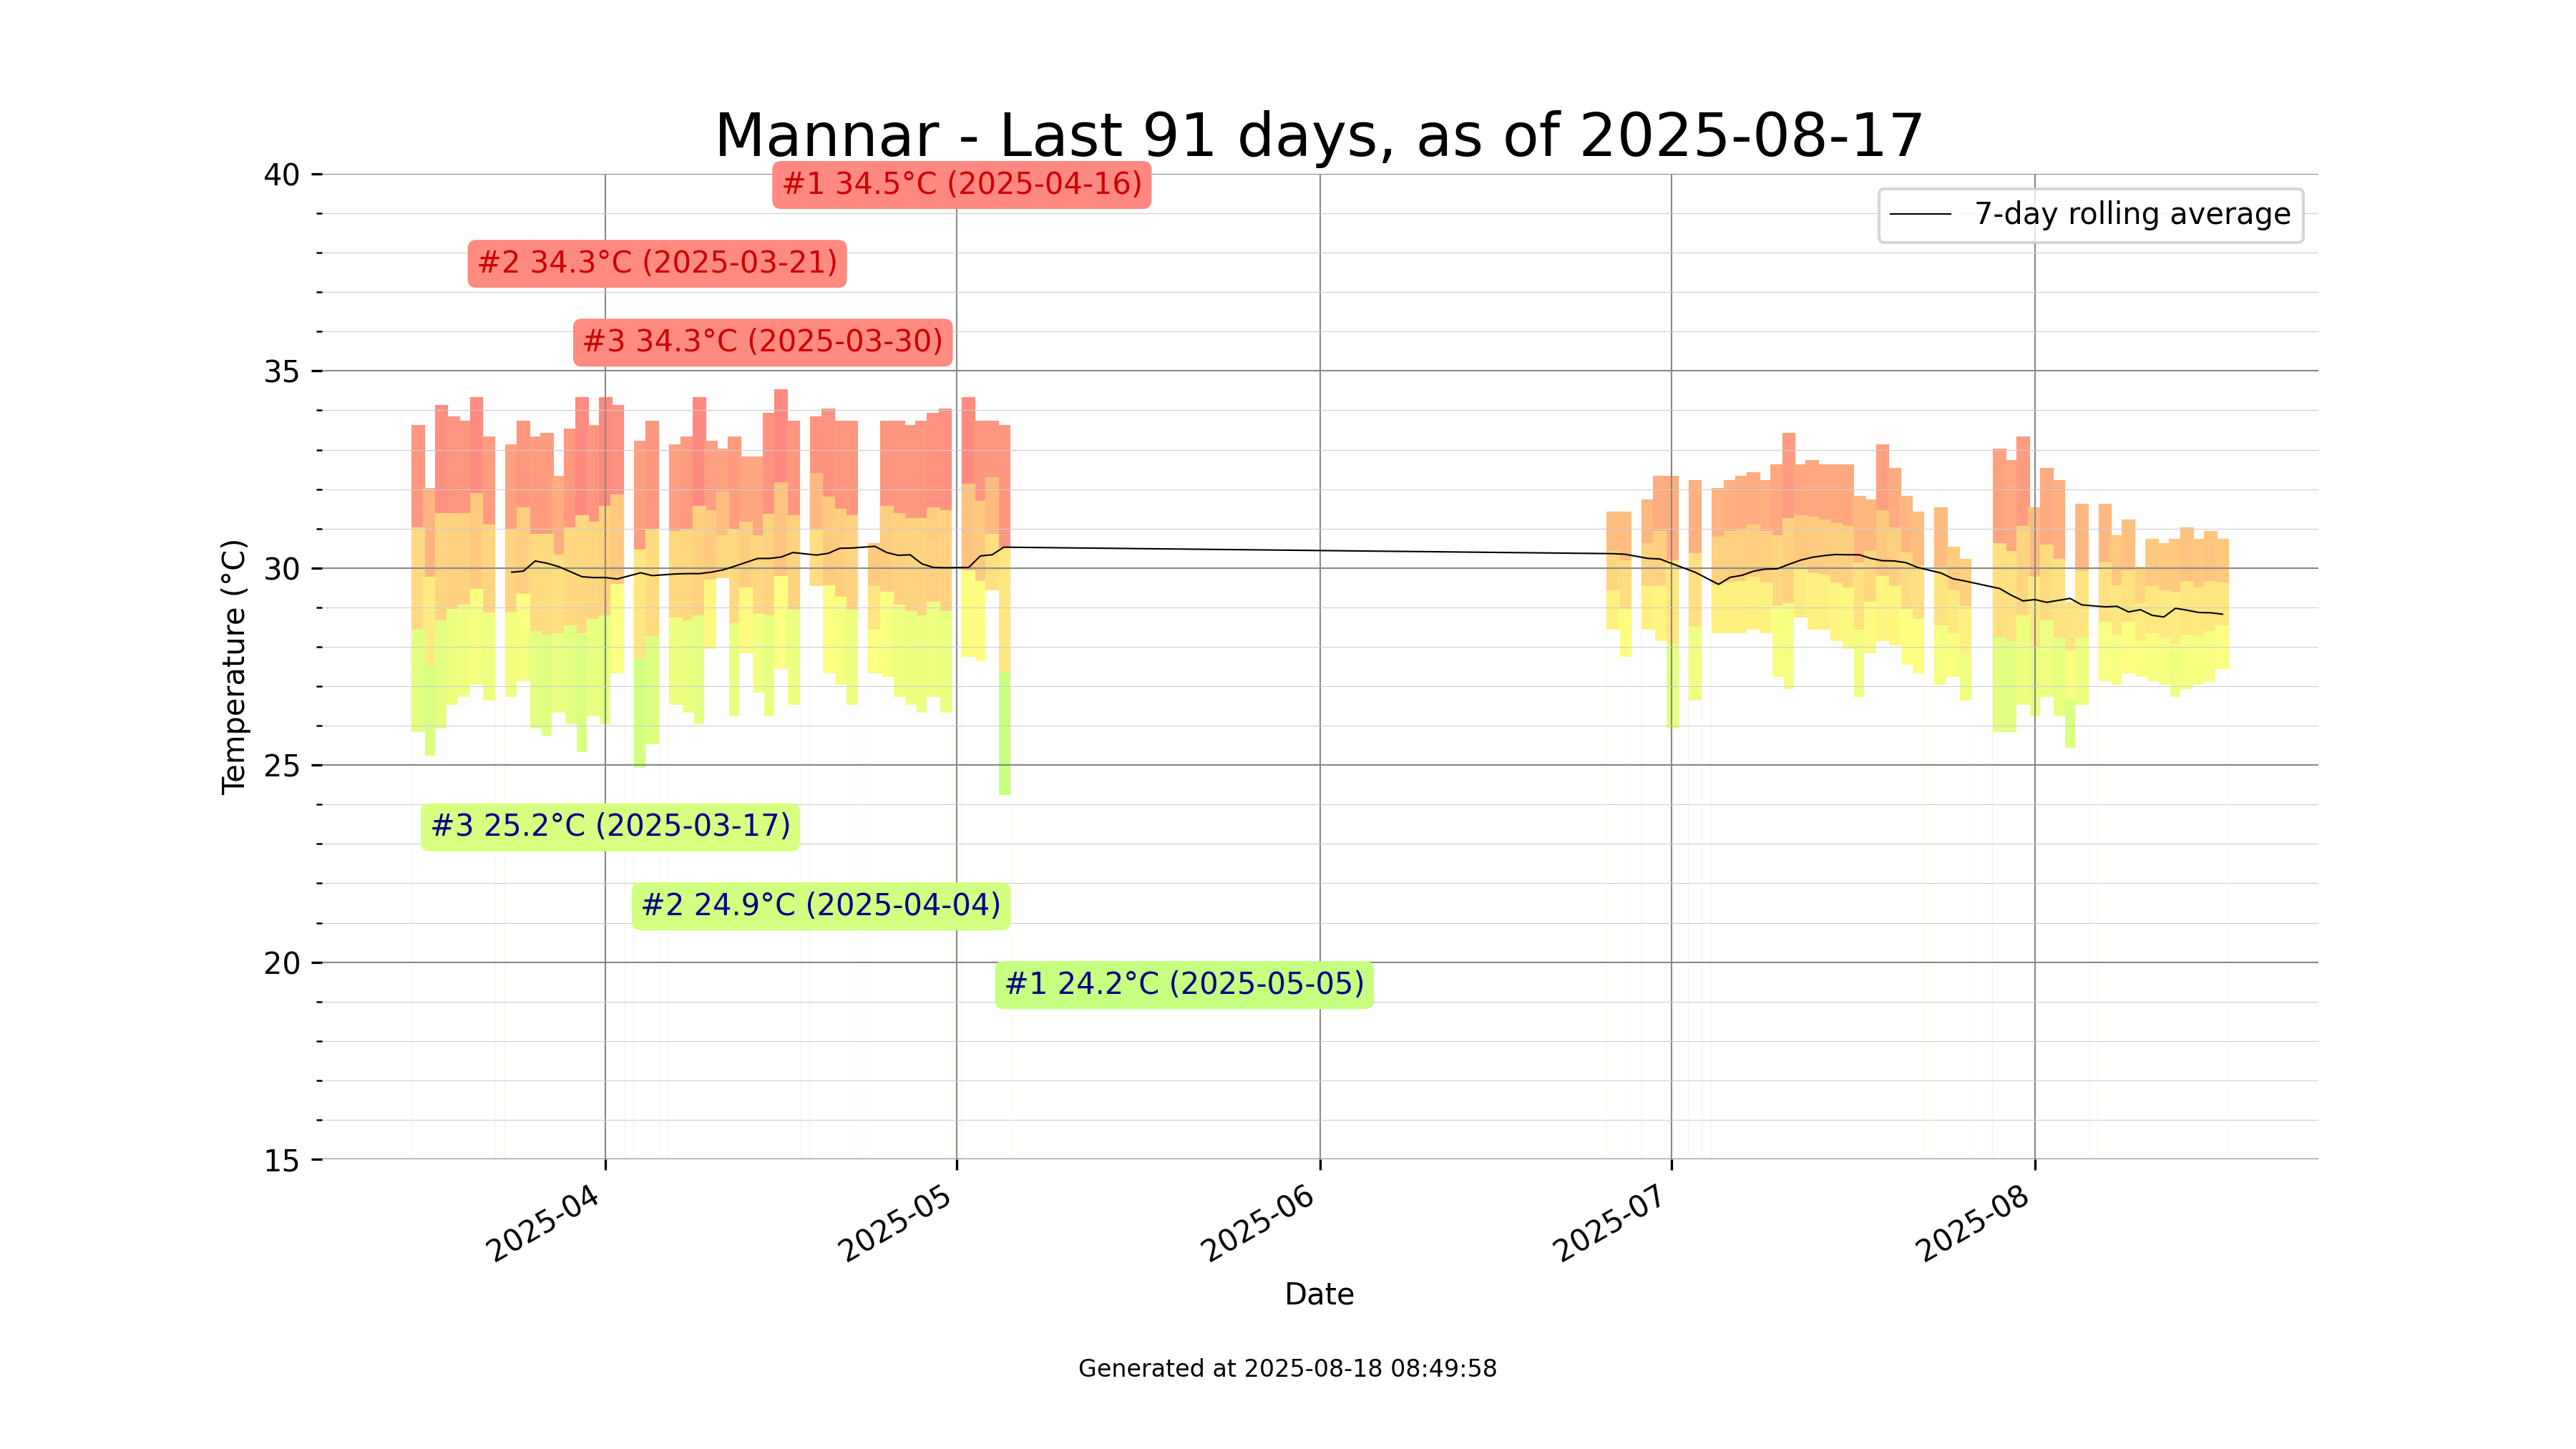 Mannar - Last 91 days, as of 2025-08-17
40
#1 34.5°C (2025-04-16)
7-day rolling average
#2 34.3°C (2025-03-21)
#3 34.3°C (2025-03-30)
35
30
Temperature (°C)
25
#3 25.2°C (2025-03-17)
#2 24.9°C (2025-04-04)
20
#1 24.2°C (2025-05-05)
15
2025-04
2025-05
2025-06
2025-07
2025-08
Date
Generated at 2025-08-18 08:49:58